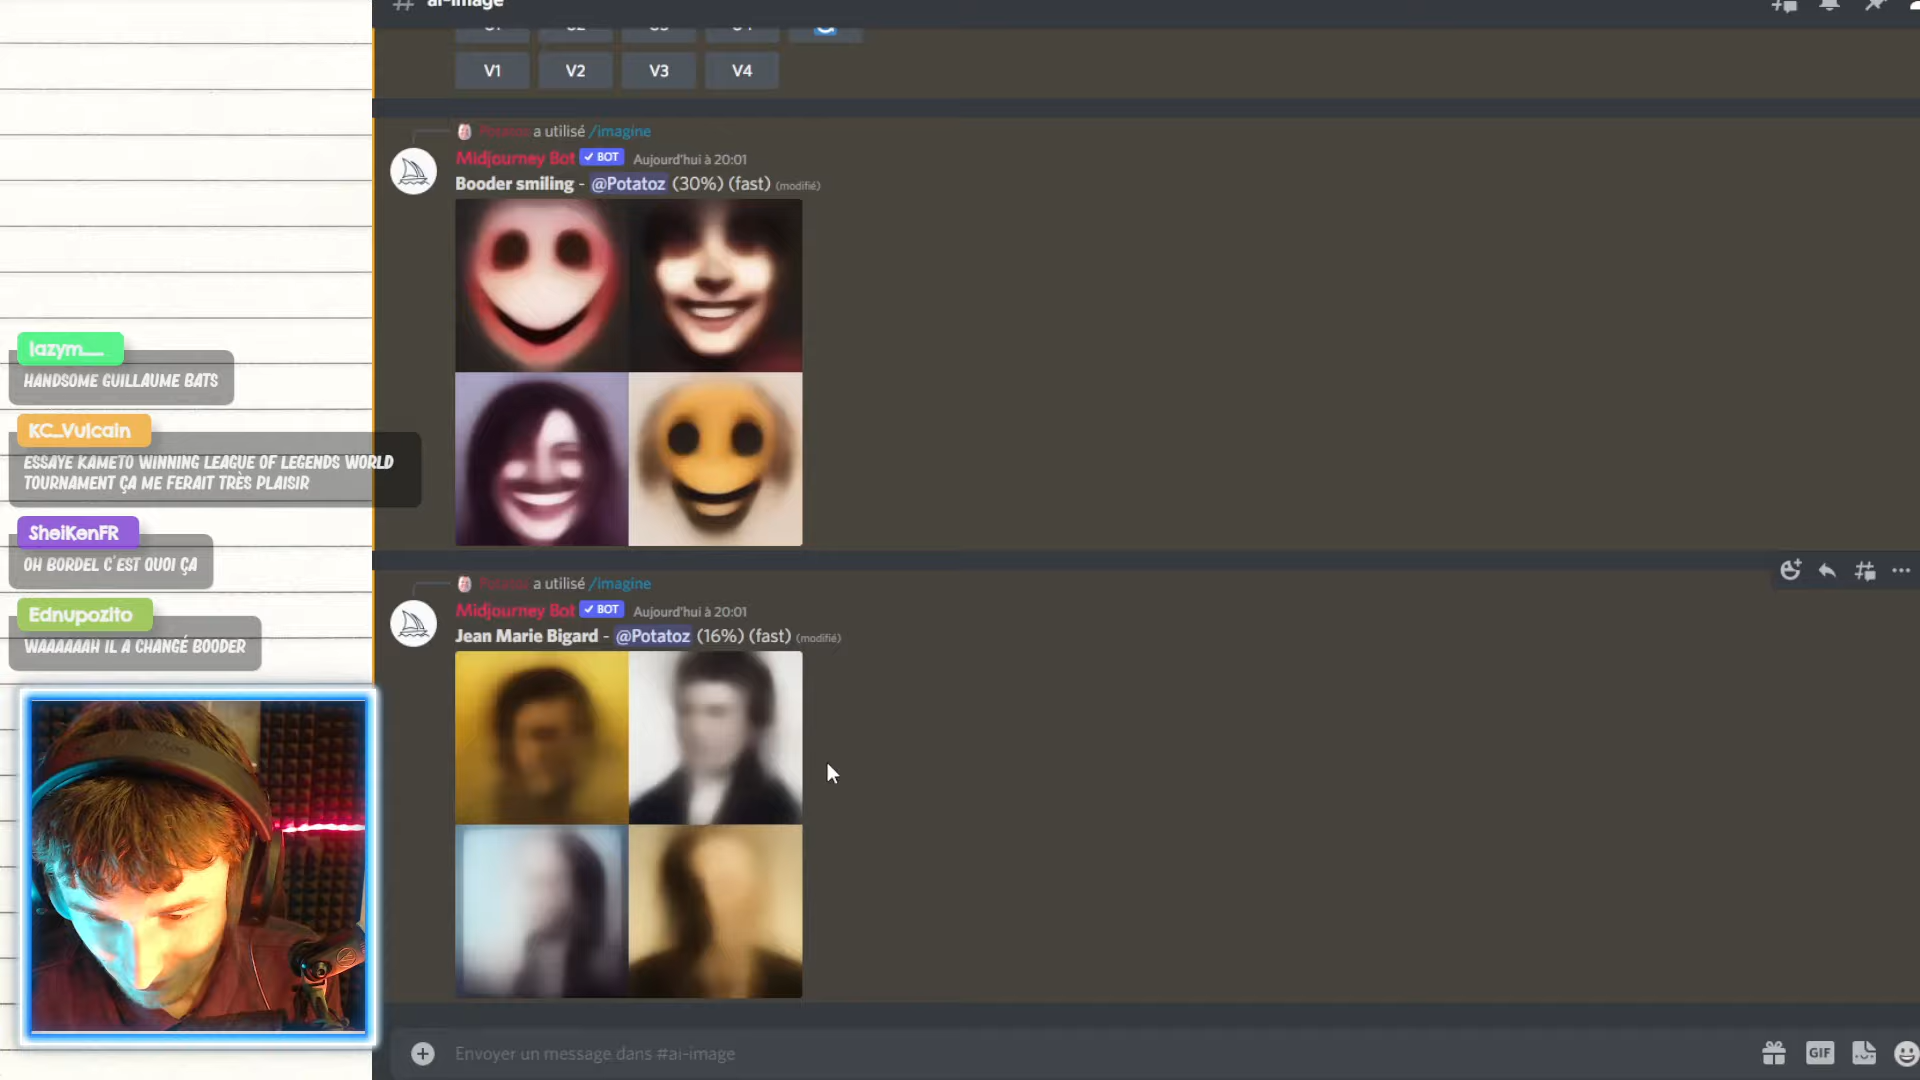 # ai-image
V1 V2 V3 V4
Potatoz a utilisé /imagine
Midjourney Bot ✓ BOT Aujourd'hui à 20:01
Booder smiling - @Potatoz (30%) (fast) (modifié)
lazym__
HANDSOME GUILLAUME BATS
KC_Vulcain
ESSAYE KAMETO WINNING LEAGUE OF LEGENDS WORLD
TOURNAMENT ÇA ME FERAIT TRÈS PLAISIR
SheiKenFR
OH BORDEL C'EST QUOI ÇA
Ednupozito
WAAAAAAH IL A CHANGÉ BOODER
Potatoz a utilisé /imagine
Midjourney Bot ✓ BOT Aujourd'hui à 20:01
Jean Marie Bigard - @Potatoz (16%) (fast) (modifié)
Envoyer un message dans #ai-image
GIF